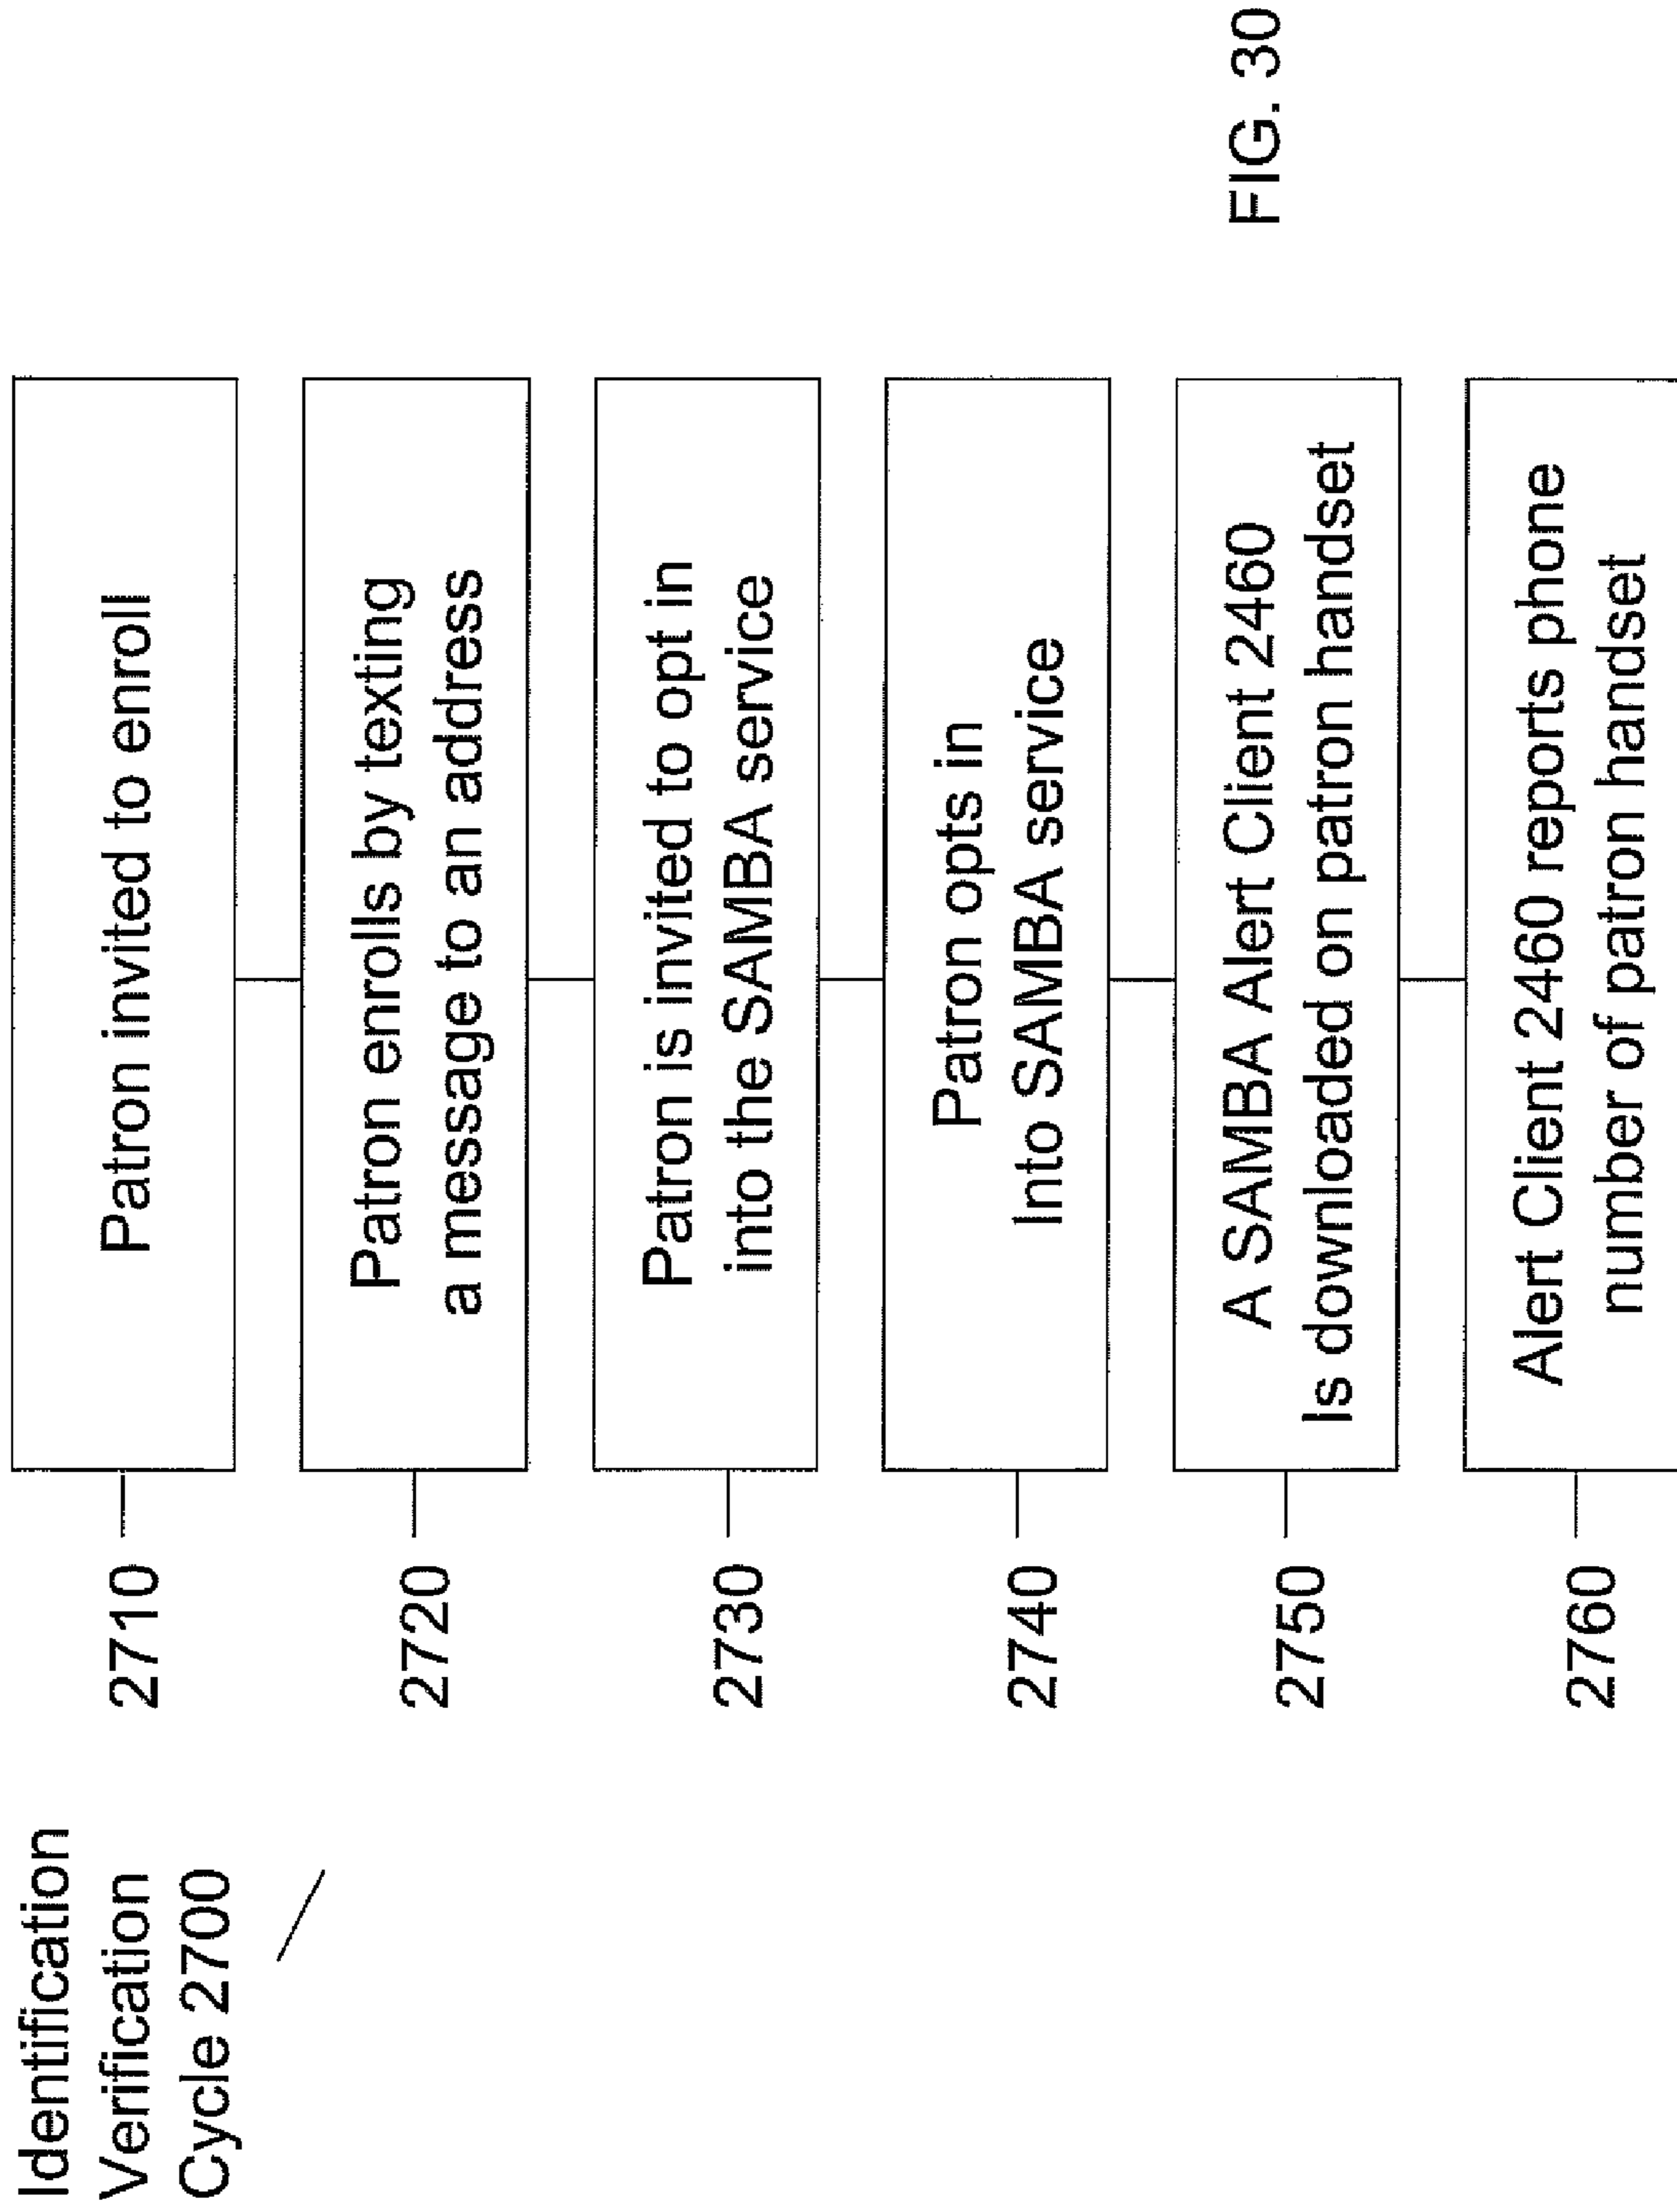 Identification
Verification
Cycle 2700
2710
Patron invited to enroll
2720
Patron enrolls by texting
a message to an address
2730
Patron is invited to opt in
into the SAMBA service
2740
Patron opts in
Into SAMBA service
2750
A SAMBA Alert Client 2460
Is downloaded on patron handset
2760
Alert Client 2460 reports phone
number of patron handset
FIG. 30